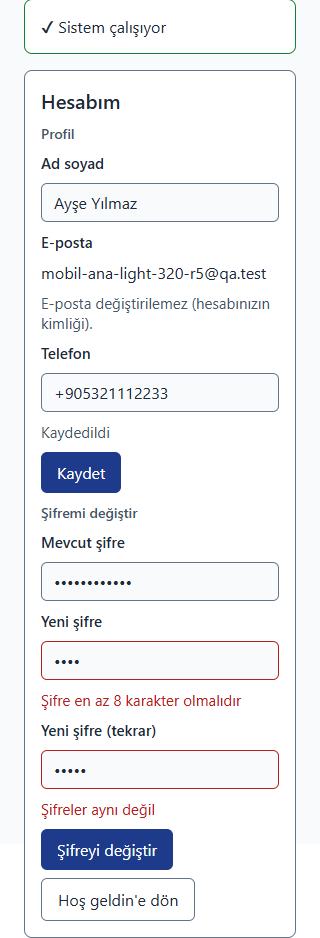 ✓ Sistem çalışıyor
Hesabım
Profil
Ad soyad
Ayşe Yılmaz
E-posta
mobil-ana-light-320-r5@qa.test
E-posta değiştirilemez (hesabınızın
kimliği).
Telefon
+905321112233
Kaydedildi
Kaydet
Şifremi değiştir
Mevcut şifre
••••••••••••
Yeni şifre
••••
Şifre en az 8 karakter olmalıdır
Yeni şifre (tekrar)
•••••
Şifreler aynı değil
Şifreyi değiştir
Hoş geldin'e dön